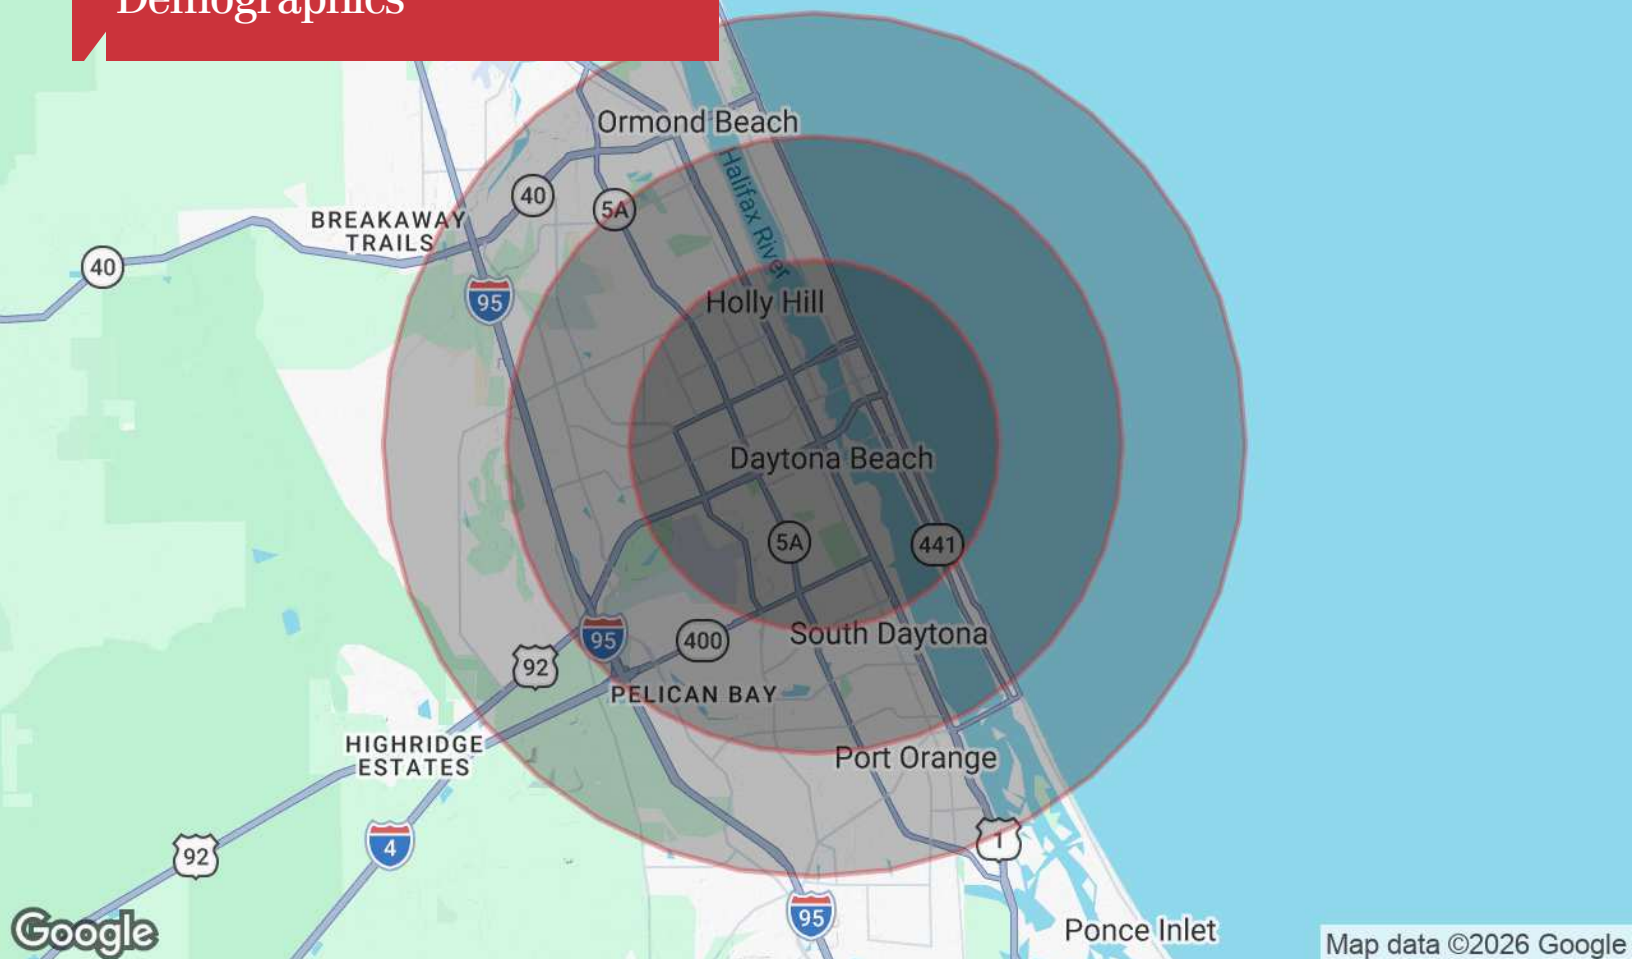 Demographics
Ormond Beach
Halifax River
40
5A
BREAKAWAY
TRAILS
40
95
Holly Hill
Daytona Beach
5A
441
95
400
South Daytona
92
PELICAN BAY
HIGHRIDGE
ESTATES
Port Orange
92
4
1
95
Ponce Inlet
Google
Map data ©2026 Google